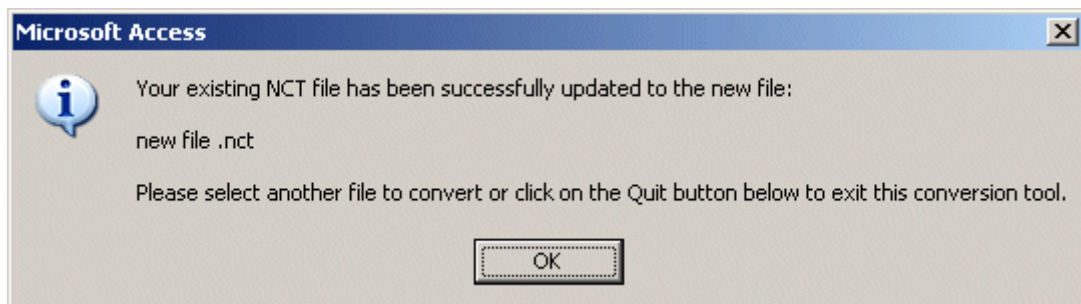 Microsoft Access
Your existing NCT file has been successfully updated to the new file:
new file .nct
Please select another file to convert or click on the Quit button below to exit this conversion tool.
OK